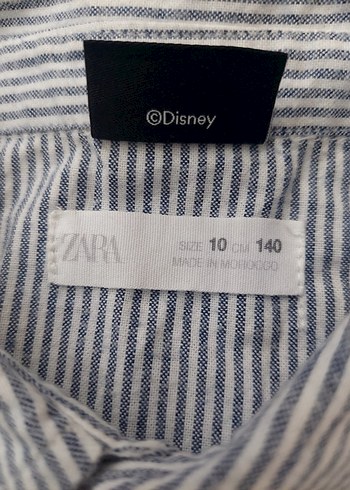 ©Disney
ZARA
SIZE 10 CM 140
MADE IN MOROCCO